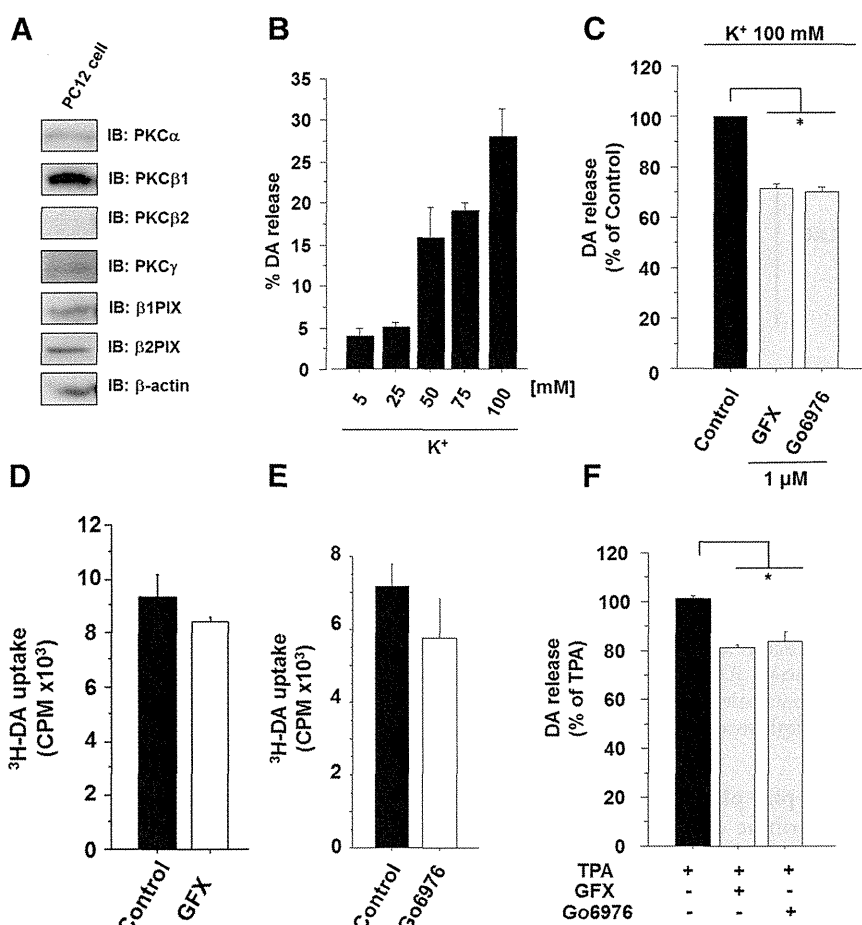 A
PC12 cell
IB: PKCα
IB: PKCβ1
IB: PKCβ2
IB: PKCγ
IB: β1PIX
IB: β2PIX
IB: β-actin
B
% DA release
35
30
25
20
15
10
5
0
5
25
50
75
100
[mM]
K⁺
C
K⁺ 100 mM
DA release
(% of Control)
120
100
80
60
40
20
0
*
Control
GFX
Go6976
1 µM
D
³H-DA uptake
(CPM x10³)
12
10
8
6
4
2
0
Control
GFX
E
³H-DA uptake
(CPM x10³)
8
6
4
2
0
Control
Go6976
F
DA release
(% of TPA)
120
100
80
60
40
20
0
*
TPA + + +
GFX - + -
Go6976 - - +